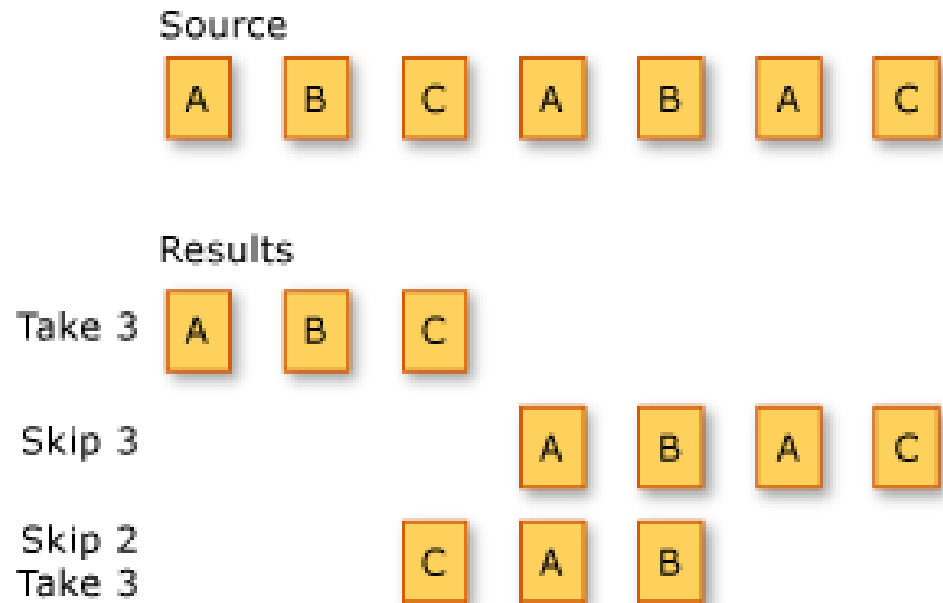 Source
A B C A B A C
Results
Take 3 A B C
Skip 3 A B A C
Skip 2
Take 3 C A B